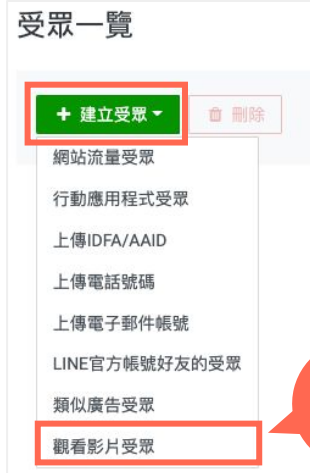 受眾一覽
+ 建立受眾
刪除
網站流量受眾
行動應用程式受眾
上傳IDFA/AAID
上傳電話號碼
上傳電子郵件帳號
LINE官方帳號好友的受眾
類似廣告受眾
觀看影片受眾